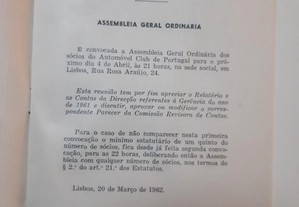 ASSEMBLEIA GERAL ORDINARIA
É convocada a Assembleia Geral Ordinária dos
sócios do Automóvel Club de Portugal para o pró-
ximo dia 4 de Abril, às 21 horas, na sede social, em
Lisboa, Rua Rosa Araújo, 24.
Esta reunião tem por fim apreciar o Relatório e
as Contas da Direcção referentes à Gerência do ano
de 1961 e discutir, aprovar ou modificar o corres-
pondente Parecer da Comissão Revisora de Contas.
Para o caso de não comparecer nesta primeira
convocação o mínimo estatutário de um quinto do
número de sócios, fica desde já feita segunda convo-
cação, para as 22 horas, deliberando então a Assem-
bleia com qualquer número de sócios, nos termos do
§ 2.º do art.º 21.º dos Estatutos.
Lisboa, 20 de Março de 1962.